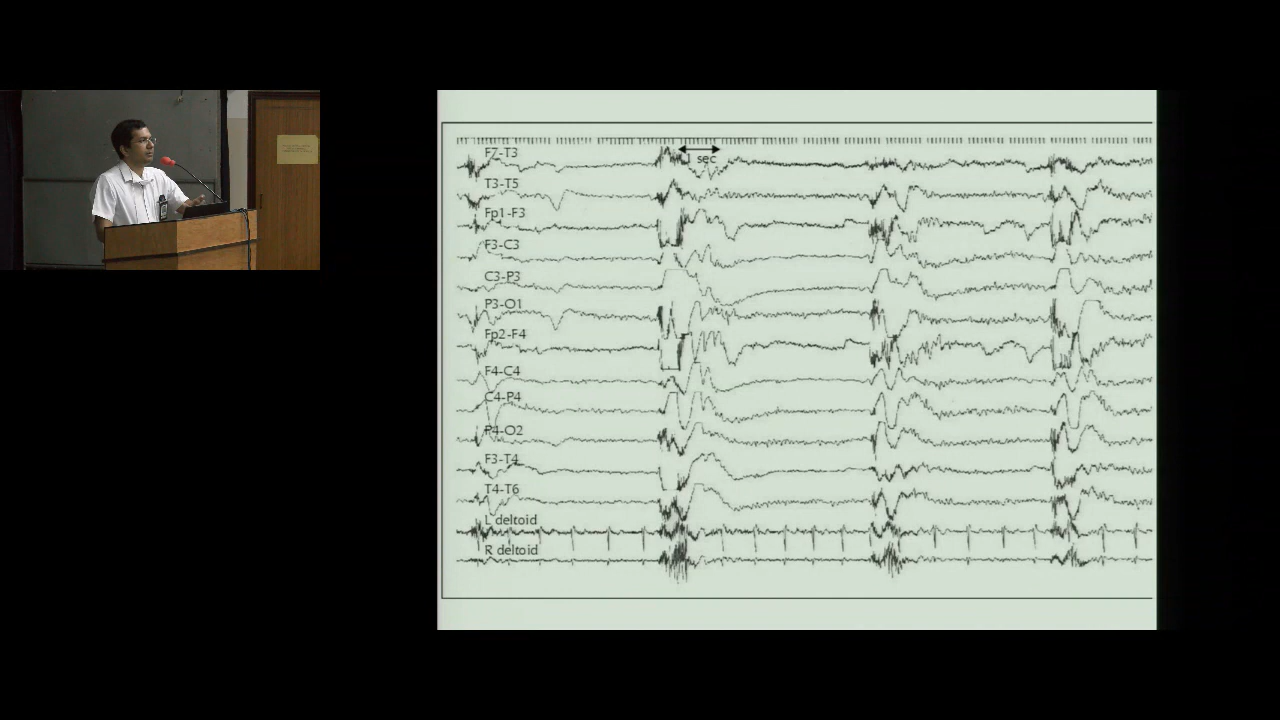 1 sec
F7-T3
T3-T5
Fp1-F3
F3-C3
C3-P3
P3-O1
Fp2-F4
F4-C4
C4-P4
P4-O2
F3-T4
T4-T6
L deltoid
R deltoid